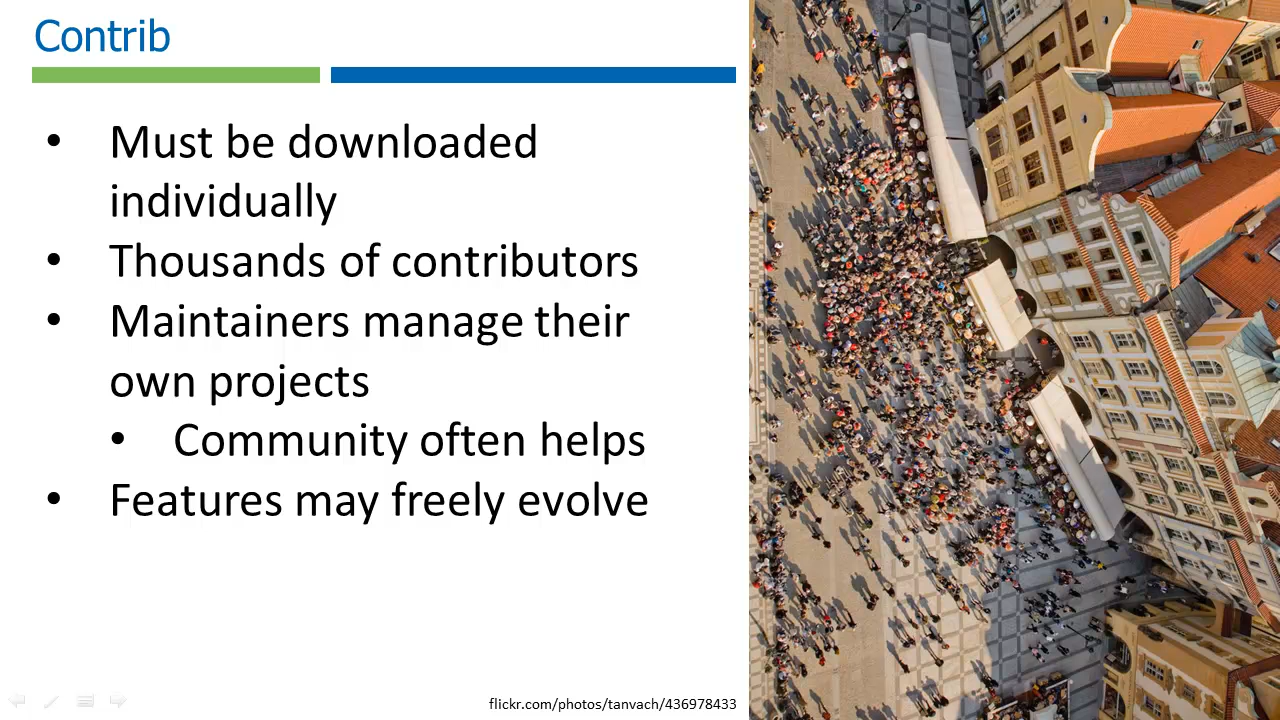 Contrib
• Must be downloaded
individually
• Thousands of contributors
• Maintainers manage their
own projects
• Community often helps
• Features may freely evolve
flickr.com/photos/tanvach/436978433